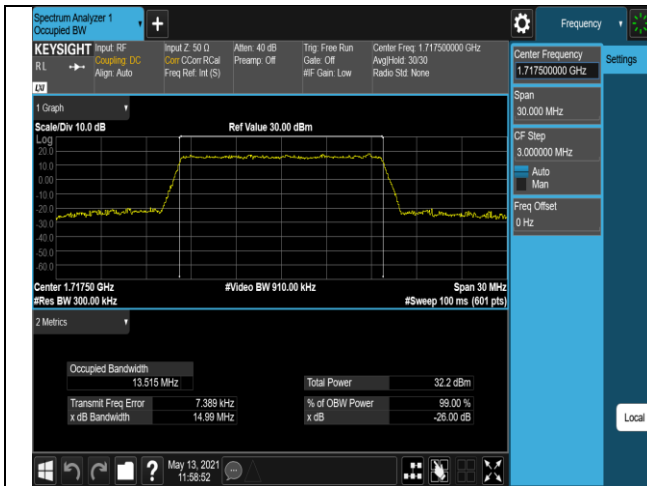 Spectrum Analyzer 1
Occupied BW
+
Frequency
KEYSIGHT
Input: RF
Input Z: 50 Ω
Atten: 40 dB
Trig: Free Run
Center Freq: 1.717500000 GHz
RL
Coupling: DC
Corr CCorr RCal
Preamp: Off
Gate: Off
Avg|Hold: 30/30
Align: Auto
Freq Ref: Int (S)
#IF Gain: Low
Radio Std: None
LXI
Center Frequency
1.717500000 GHz
Settings
Span
30.000 MHz
CF Step
3.000000 MHz
Auto
Man
Freq Offset
0 Hz
Local
1 Graph
Scale/Div 10.0 dB
Ref Value 30.00 dBm
Log
20.0
10.0
0.00
-10.0
-20.0
-30.0
-40.0
-50.0
-60.0
Center 1.71750 GHz
#Video BW 910.00 kHz
Span 30 MHz
#Res BW 300.00 kHz
#Sweep 100 ms (601 pts)
2 Metrics
Occupied Bandwidth
13.515 MHz
Total Power
32.2 dBm
Transmit Freq Error
7.389 kHz
% of OBW Power
99.00 %
x dB Bandwidth
14.99 MHz
x dB
-26.00 dB
?
May 13, 2021
11:58:52